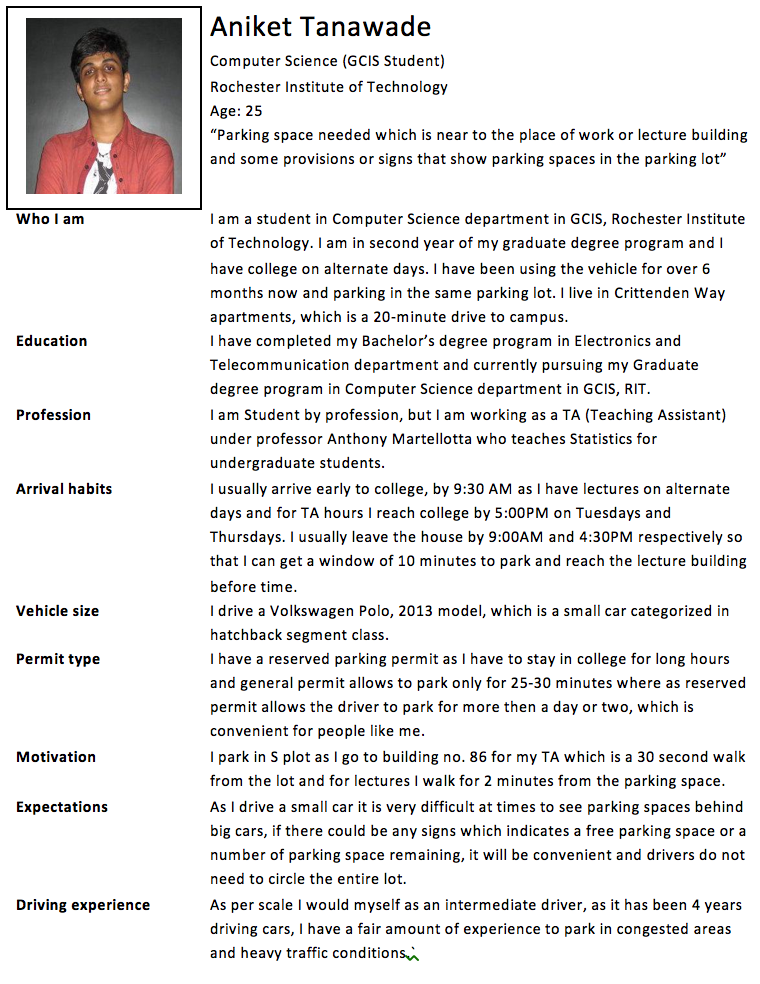 Aniket Tanawade
Computer Science (GCIS Student)
Rochester Institute of Technology
Age: 25
“Parking space needed which is near to the place of work or lecture building
and some provisions or signs that show parking spaces in the parking lot”
Who I am
I am a student in Computer Science department in GCIS, Rochester Institute
of Technology. I am in second year of my graduate degree program and I
have college on alternate days. I have been using the vehicle for over 6
months now and parking in the same parking lot. I live in Crittenden Way
apartments, which is a 20-minute drive to campus.
Education
I have completed my Bachelor’s degree program in Electronics and
Telecommunication department and currently pursuing my Graduate
degree program in Computer Science department in GCIS, RIT.
Profession
I am Student by profession, but I am working as a TA (Teaching Assistant)
under professor Anthony Martellotta who teaches Statistics for
undergraduate students.
Arrival habits
I usually arrive early to college, by 9:30 AM as I have lectures on alternate
days and for TA hours I reach college by 5:00PM on Tuesdays and
Thursdays. I usually leave the house by 9:00AM and 4:30PM respectively so
that I can get a window of 10 minutes to park and reach the lecture building
before time.
Vehicle size
I drive a Volkswagen Polo, 2013 model, which is a small car categorized in
hatchback segment class.
Permit type
I have a reserved parking permit as I have to stay in college for long hours
and general permit allows to park only for 25-30 minutes where as reserved
permit allows the driver to park for more then a day or two, which is
convenient for people like me.
Motivation
I park in S plot as I go to building no. 86 for my TA which is a 30 second walk
from the lot and for lectures I walk for 2 minutes from the parking space.
Expectations
As I drive a small car it is very difficult at times to see parking spaces behind
big cars, if there could be any signs which indicates a free parking space or a
number of parking space remaining, it will be convenient and drivers do not
need to circle the entire lot.
Driving experience
As per scale I would myself as an intermediate driver, as it has been 4 years
driving cars, I have a fair amount of experience to park in congested areas
and heavy traffic conditions.